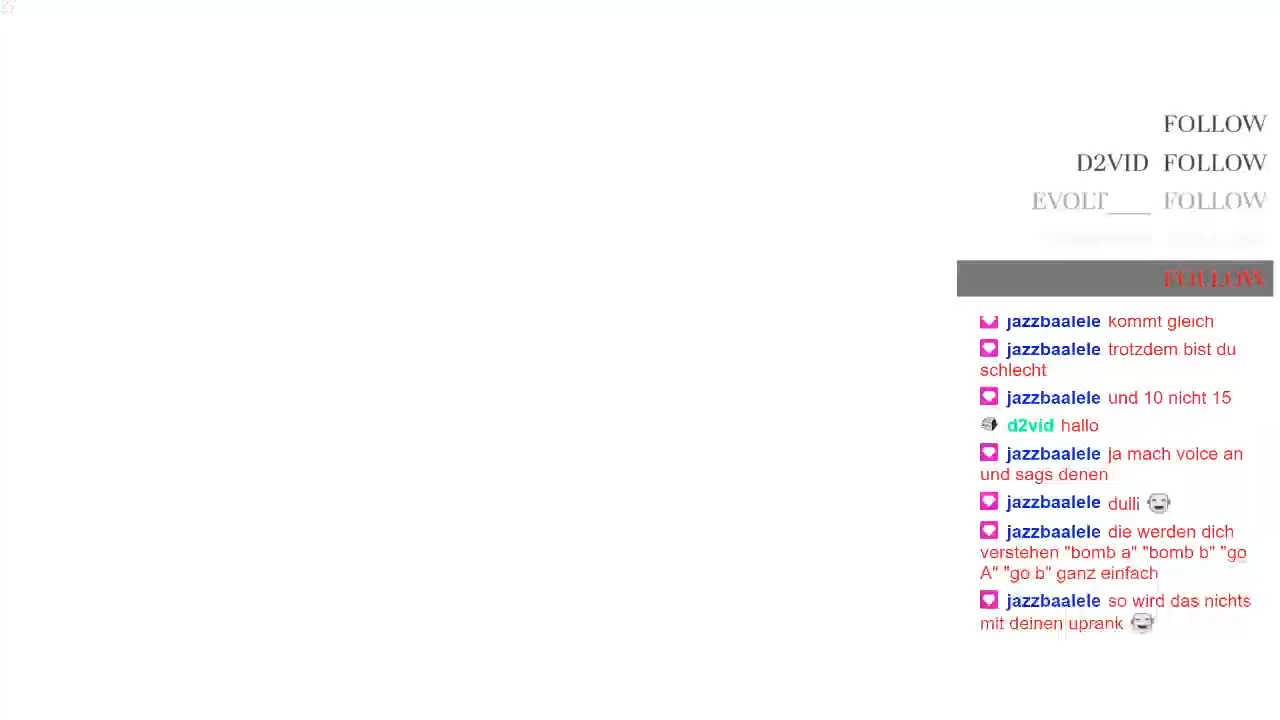 FOLLOW
D2VID FOLLOW
EVOLT___ FOLLOW
FOLLOW
jazzbaalele kommt gleich
jazzbaalele trotzdem bist du
schlecht
jazzbaalele und 10 nicht 15
d2vid hallo
jazzbaalele ja mach voice an
und sags denen
jazzbaalele dulli
jazzbaalele die werden dich
verstehen "bomb a" "bomb b" "go
A" "go b" ganz einfach
jazzbaalele so wird das nichts
mit deinen uprank